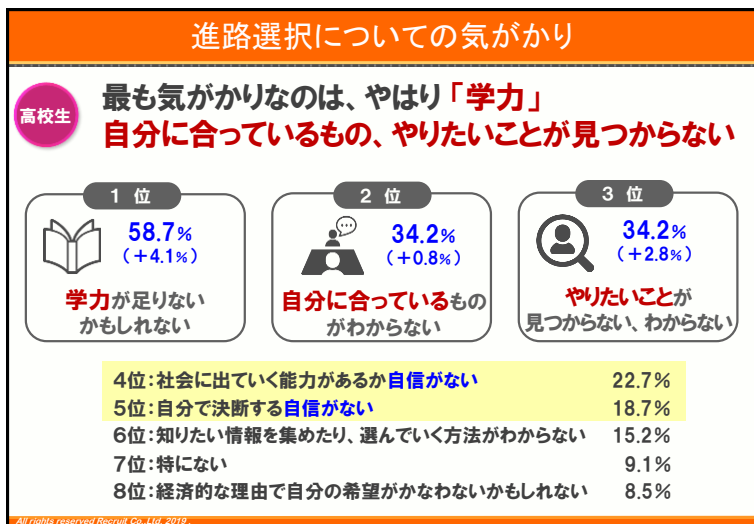 進路選択についての気がかり
高校生
最も気がかりなのは、やはり「学力」
自分に合っているもの、やりたいことが見つからない
1 位
58.7%
（＋4.1%）
学力が足りない
かもしれない
2 位
34.2%
（＋0.8%）
自分に合っているもの
がわからない
3 位
34.2%
（＋2.8%）
やりたいことが
見つからない、わからない
4位：社会に出ていく能力があるか自信がない 22.7%
5位：自分で決断する自信がない 18.7%
6位：知りたい情報を集めたり、選んでいく方法がわからない 15.2%
7位：特にない 9.1%
8位：経済的な理由で自分の希望がかなわないかもしれない 8.5%
All rights reserved Recruit Co.,Ltd. 2019 .